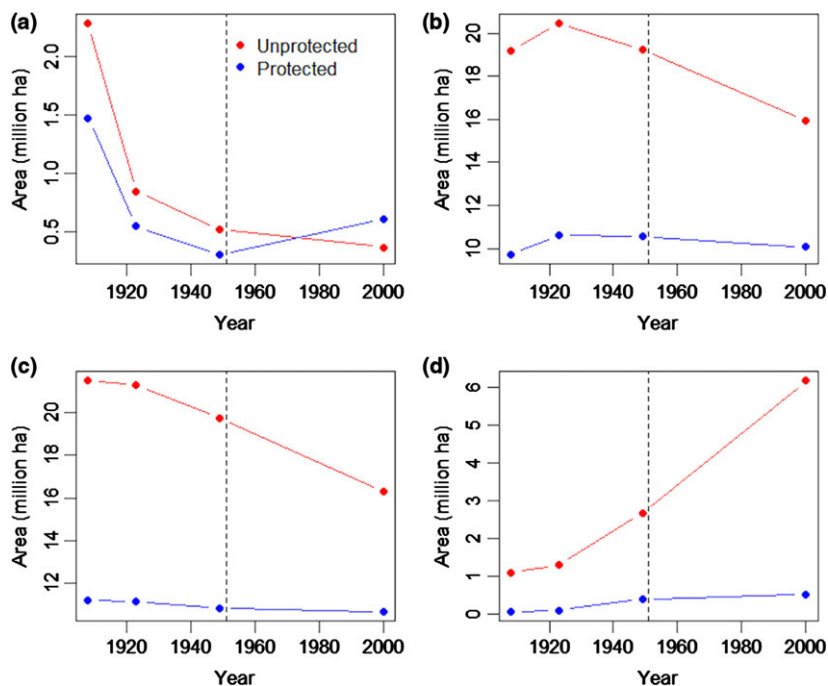 (a)
Unprotected
Protected
Area (million ha)
2.0
1.5
1.0
0.5
1920 1940 1960 1980 2000
Year
(b)
Area (million ha)
20
18
16
14
12
10
1920 1940 1960 1980 2000
Year
(c)
Area (million ha)
20
18
16
14
12
1920 1940 1960 1980 2000
Year
(d)
Area (million ha)
6
5
4
3
2
1
0
1920 1940 1960 1980 2000
Year